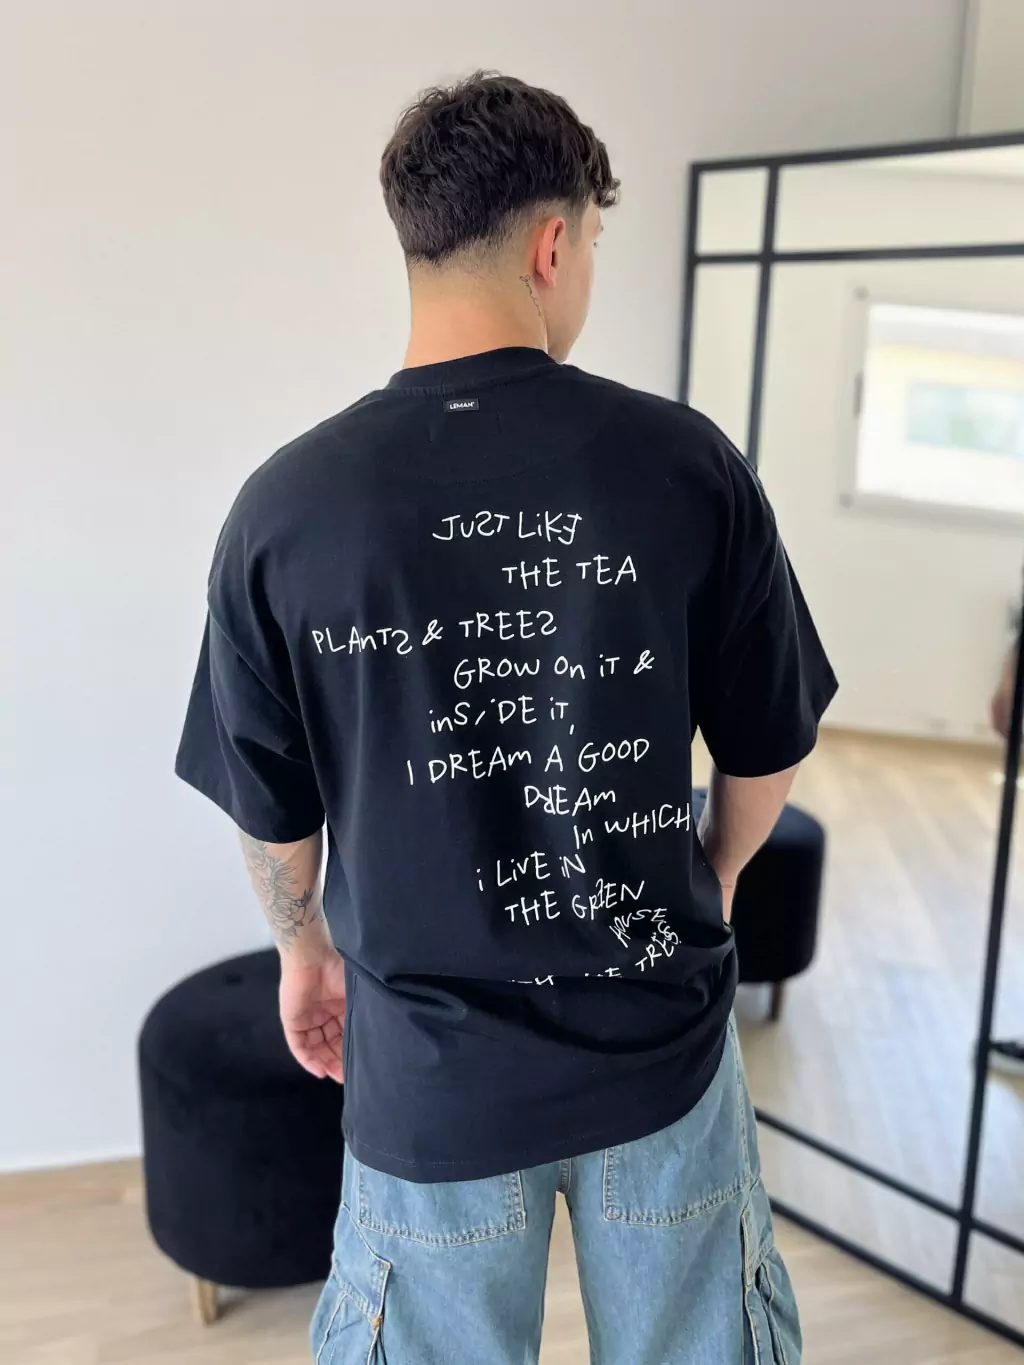 LEMAN
JUST LiKE
THE TEA
PLAnTS & TREES
GROW On iT &
inSiDE iT,
I DREAm A GOOD
DREAm
In WHICH
i LivE iN
THE GREEN
HOUSE
TREES